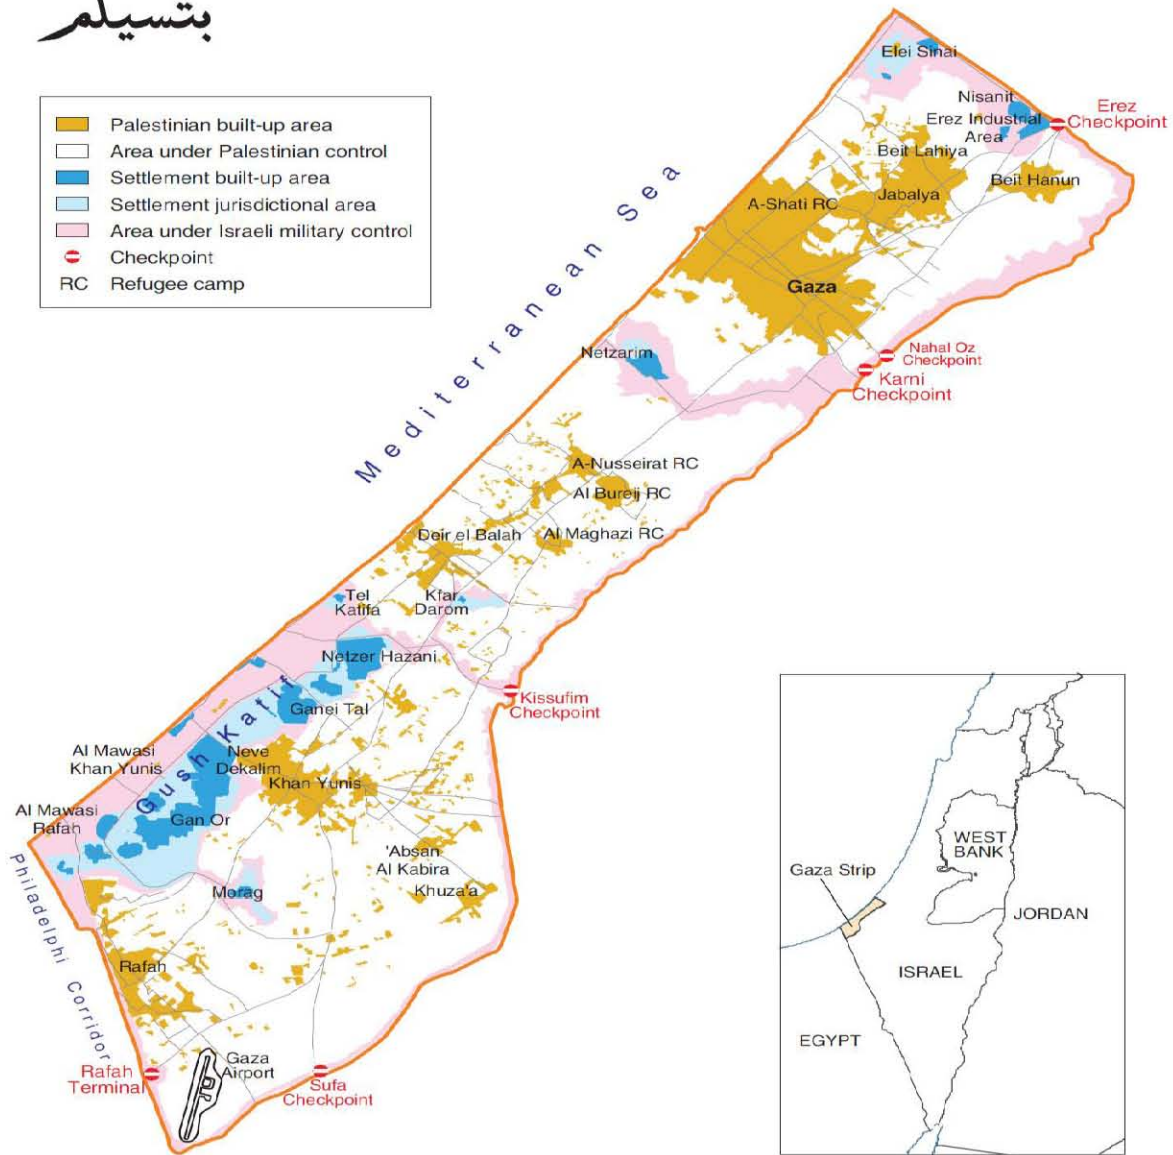 بتسيلم
Palestinian built-up area
Area under Palestinian control
Settlement built-up area
Settlement jurisdictional area
Area under Israeli military control
Checkpoint
RC Refugee camp
Mediterranean Sea
Elei Sinai
Nisanit
Erez Industrial
Area
Erez
Checkpoint
Beit Lahiya
Beit Hanun
A-Shati RC
Jabalya
Gaza
Netzarim
Nahal Oz
Checkpoint
Karni
Checkpoint
A-Nusseirat RC
Al Bureij RC
Deir el Balah
Al Maghazi RC
Tel
Katifa
Kfar
Darom
Netzer Hazani
Kissufim
Checkpoint
Ganei Tal
Gush Katif
Al Mawasi
Khan Yunis
Neve
Dekalim
Khan Yunis
Al Mawasi
Rafah
Gan Or
'Absan
Al Kabira
Khuza'a
Morag
Philadelphi Corridor
Rafah
Gaza
Airport
Rafah
Terminal
Sufa
Checkpoint
WEST
BANK
Gaza Strip
JORDAN
ISRAEL
EGYPT